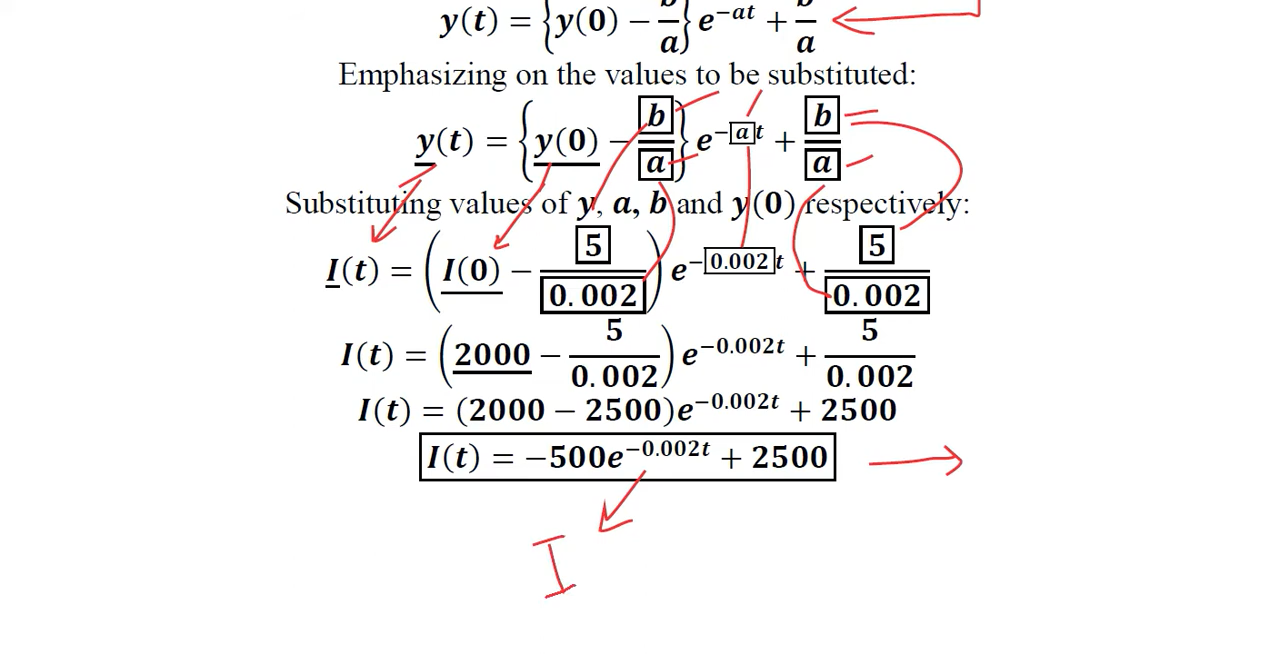 y(t) = {y(0) − b/a} e^{−at} + b/a
Emphasizing on the values to be substituted:
y(t) = {y(0) − b/a} e^{−at} + b/a
Substituting values of y, a, b and y(0) respectively:
I(t) = (I(0) − 5/0.002) e^{−0.002t} + 5/0.002
I(t) = (2000 − 5/0.002) e^{−0.002t} + 5/0.002
I(t) = (2000 − 2500)e^{−0.002t} + 2500
I(t) = −500e^{−0.002t} + 2500
I